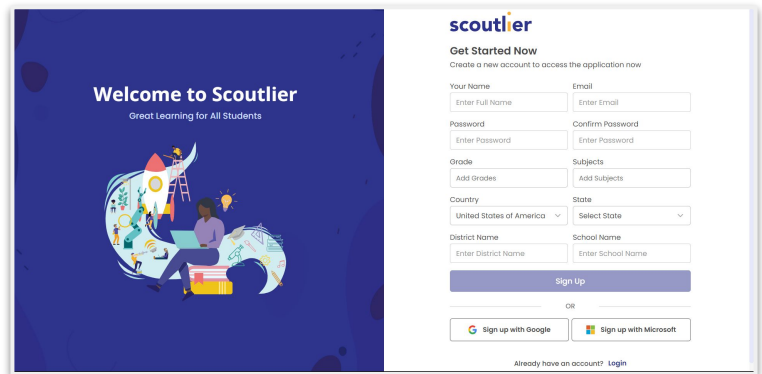 Welcome to Scoutlier
Great Learning for All Students
scoutlier
Get Started Now
Create a new account to access the application now
Your Name
Email
Enter Full Name
Enter Email
Password
Confirm Password
Enter Password
Enter Password
Grade
Subjects
Add Grades
Add Subjects
Country
State
United States of America
Select State
District Name
School Name
Enter District Name
Enter School Name
Sign Up
OR
Sign up with Google
Sign up with Microsoft
Already have an account? Login